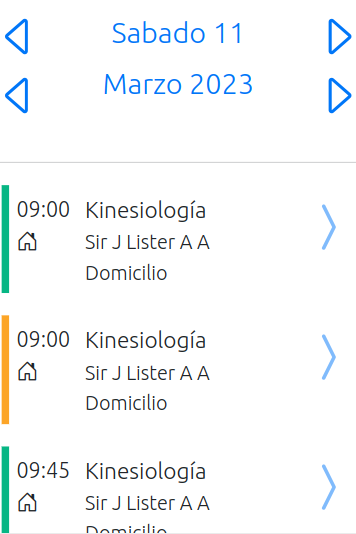 Sabado 11
Marzo 2023
09:00 Kinesiología
Sir J Lister A A
Domicilio
09:00 Kinesiología
Sir J Lister A A
Domicilio
09:45 Kinesiología
Sir J Lister A A
Domicilio